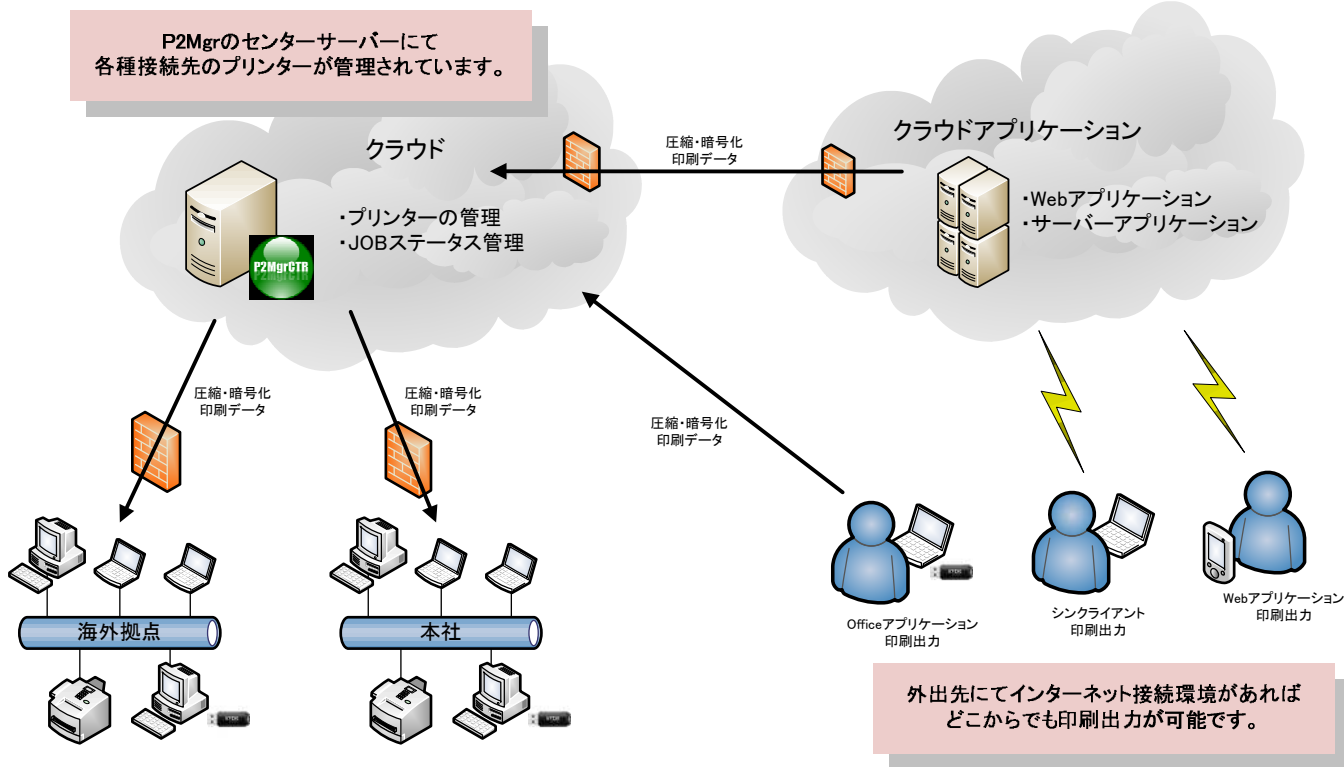 P2Mgrのセンターサーバーにて
各種接続先のプリンターが管理されています。
クラウド
・プリンターの管理
・JOBステータス管理
P2MgrCTR
圧縮・暗号化
印刷データ
クラウドアプリケーション
・Webアプリケーション
・サーバーアプリケーション
圧縮・暗号化
印刷データ
圧縮・暗号化
印刷データ
圧縮・暗号化
印刷データ
海外拠点
本社
Officeアプリケーション
印刷出力
シンクライアント
印刷出力
Webアプリケーション
印刷出力
外出先にてインターネット接続環境があれば
どこからでも印刷出力が可能です。